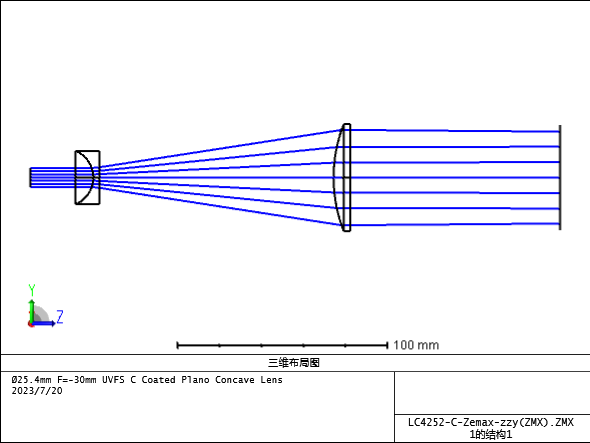 Y
Z
100 mm
三维布局图
Ø25.4mm F=-30mm UVFS C Coated Plano Concave Lens
2023/7/20
LC4252-C-Zemax-zzy(ZMX).ZMX
1的结构1